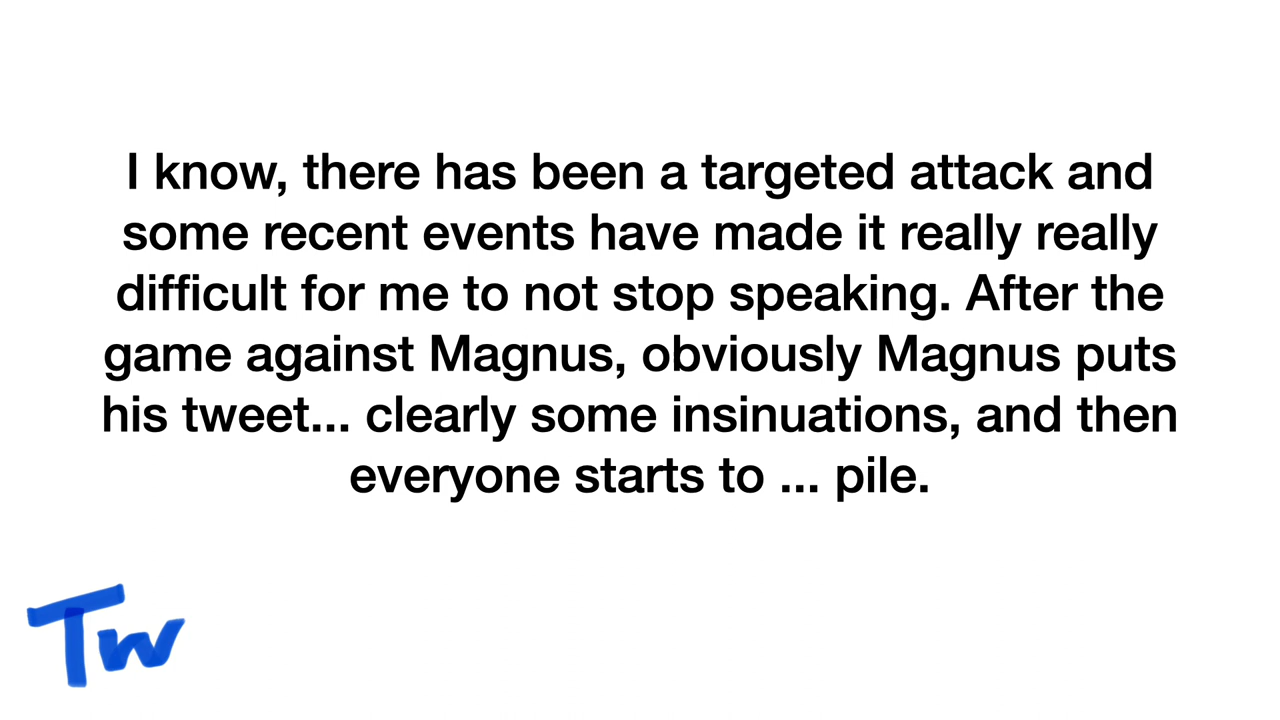 I know, there has been a targeted attack and
some recent events have made it really really
difficult for me to not stop speaking. After the
game against Magnus, obviously Magnus puts
his tweet... clearly some insinuations, and then
everyone starts to ... pile.
Tw